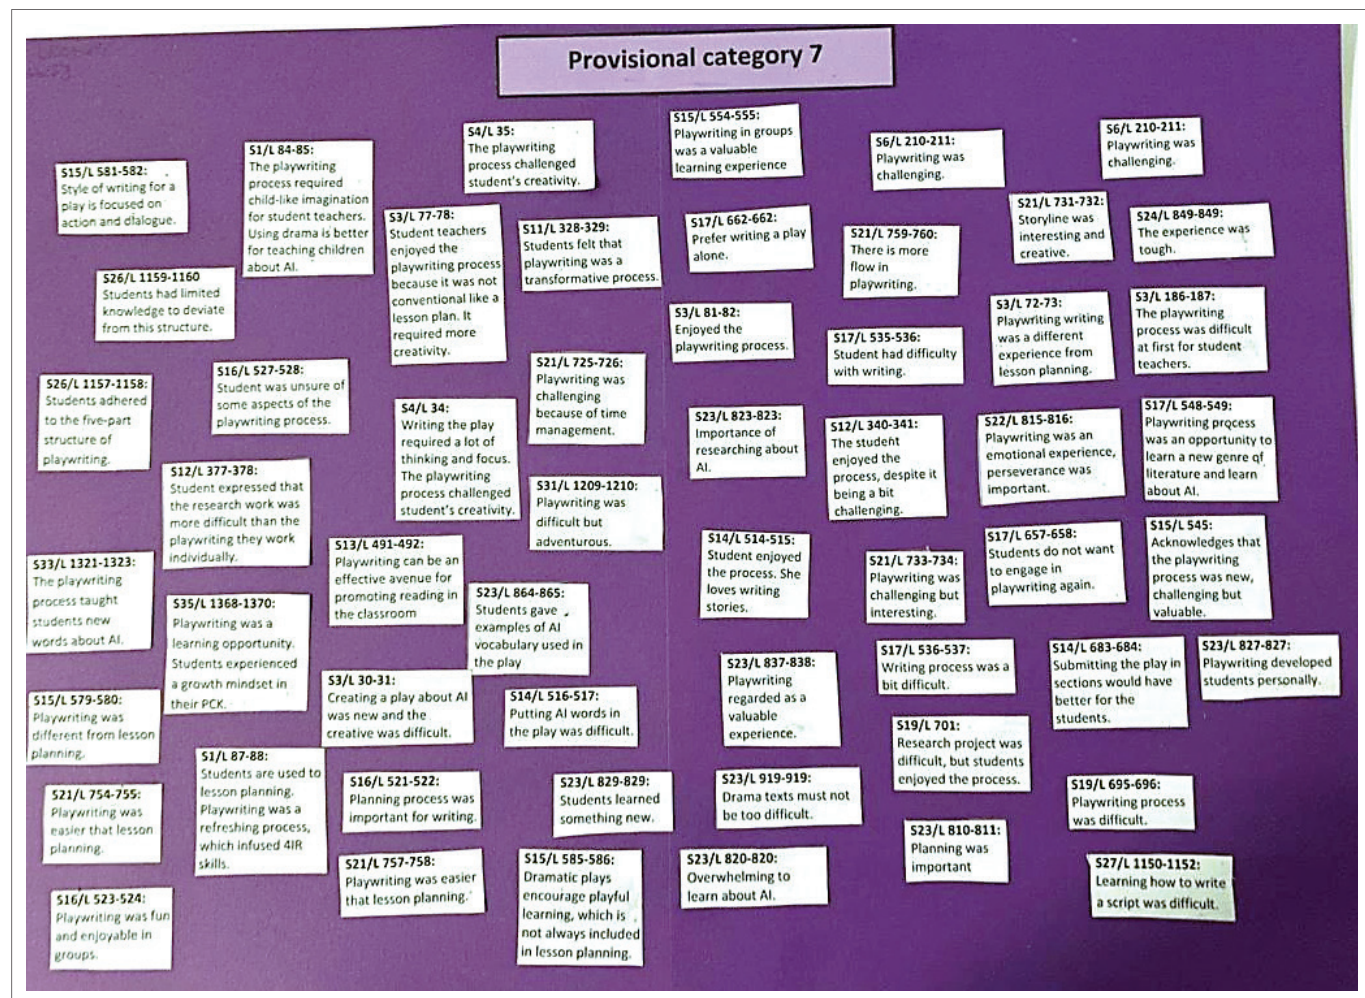 Provisional category 7
S15/L 581-582:
Style of writing for a
play is focused on
action and dialogue.
S1/L 84-85:
The playwriting
process required
child-like imagination
for student teachers.
Using drama is better
for teaching children
about AI.
S4/L 35:
The playwriting
process challenged
student's creativity.
S15/L 554-555:
Playwriting in groups
was a valuable
learning experience
S6/L 210-211:
Playwriting was
challenging.
S6/L 210-211:
Playwriting was
challenging.
S26/L 1159-1160
Students had limited
knowledge to deviate
from this structure.
S3/L 77-78:
Student teachers
enjoyed the
playwriting process
because it was not
conventional like a
lesson plan. It
required more
creativity.
S11/L 328-329:
Students felt that
playwriting was a
transformative process.
S17/L 662-662:
Prefer writing a play
alone.
S21/L 759-760:
There is more
flow in
playwriting.
S21/L 731-732:
Storyline was
interesting and
creative.
S24/L 849-849:
The experience was
tough.
S3/L 81-82:
Enjoyed the
playwriting process.
S17/L 535-536:
Student had difficulty
with writing.
S3/L 72-73:
Playwriting writing
was a different
experience from
lesson planning.
S3/L 186-187:
The playwriting
process was difficult
at first for student
teachers.
S26/L 1157-1158:
Students adhered
to the five-part
structure of
playwriting.
S16/L 527-528:
Student was unsure of
some aspects of the
playwriting process.
S4/L 34:
Writing the play
required a lot of
thinking and focus.
The playwriting
process challenged
student's creativity.
S21/L 725-726:
Playwriting was
challenging
because of time
management.
S23/L 823-823:
Importance of
researching about
AI.
S12/L 340-341:
The student
enjoyed the
process, despite it
being a bit
challenging.
S22/L 815-816:
Playwriting was an
emotional experience,
perseverance was
important.
S17/L 548-549:
Playwriting process
was an opportunity to
learn a new genre of
literature and learn
about AI.
S12/L 377-378:
Student expressed that
the research work was
more difficult than the
playwriting they work
individually.
S31/L 1209-1210:
Playwriting was
difficult but
adventurous.
S33/L 1321-1323:
The playwriting
process taught
students new
words about AI.
S13/L 491-492:
Playwriting can be an
effective avenue for
promoting reading in
the classroom
S14/L 514-515:
Student enjoyed
the process. She
loves writing
stories.
S21/L 733-734:
Playwriting was
challenging but
interesting.
S17/L 657-658:
Students do not want
to engage in
playwriting again.
S15/L 545:
Acknowledges that
the playwriting
process was new,
challenging but
valuable.
S35/L 1368-1370:
Playwriting was a
learning opportunity.
Students experienced
a growth mindset in
their PCK.
S23/L 864-865:
Students gave
examples of AI
vocabulary used in
the play
S3/L 30-31:
Creating a play about AI
was new and the
creative was difficult.
S14/L 516-517:
Putting AI words in
the play was difficult.
S23/L 837-838:
Playwriting
regarded as a
valuable
experience.
S17/L 536-537:
Writing process was a
bit difficult.
S14/L 683-684:
Submitting the play in
sections would have
better for the
students.
S23/L 827-827:
Playwriting developed
students personally.
S15/L 579-580:
Playwriting was
different from lesson
planning.
S1/L 87-88:
Students are used to
lesson planning.
Playwriting was a
refreshing process,
which infused 4IR
skills.
S19/L 701:
Research project was
difficult, but students
enjoyed the process.
S21/L 754-755:
Playwriting was
easier that lesson
planning.
S16/L 521-522:
Planning process was
important for writing.
S23/L 829-829:
Students learned
something new.
S23/L 919-919:
Drama texts must not
be too difficult.
S19/L 695-696:
Playwriting process
was difficult.
S23/L 810-811:
Planning was
important
S21/L 757-758:
Playwriting was easier
that lesson planning.
S15/L 585-586:
Dramatic plays
encourage playful
learning, which is
not always included
in lesson planning.
S23/L 820-820:
Overwhelming to
learn about AI.
S27/L 1150-1152:
Learning how to write
a script was difficult.
S16/L 523-524:
Playwriting was fun
and enjoyable in
groups.